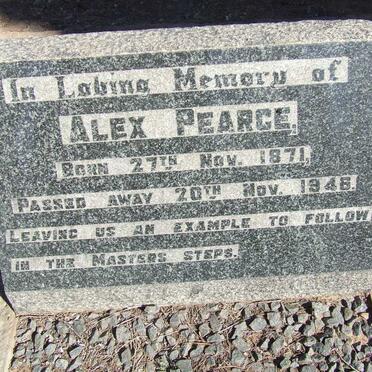 In Loving Memory of
ALEX PEARCE,
BORN 27TH NOV. 1871,
PASSED AWAY 20TH NOV. 1948.
LEAVING US AN EXAMPLE TO FOLLOW
IN THE MASTERS STEPS.